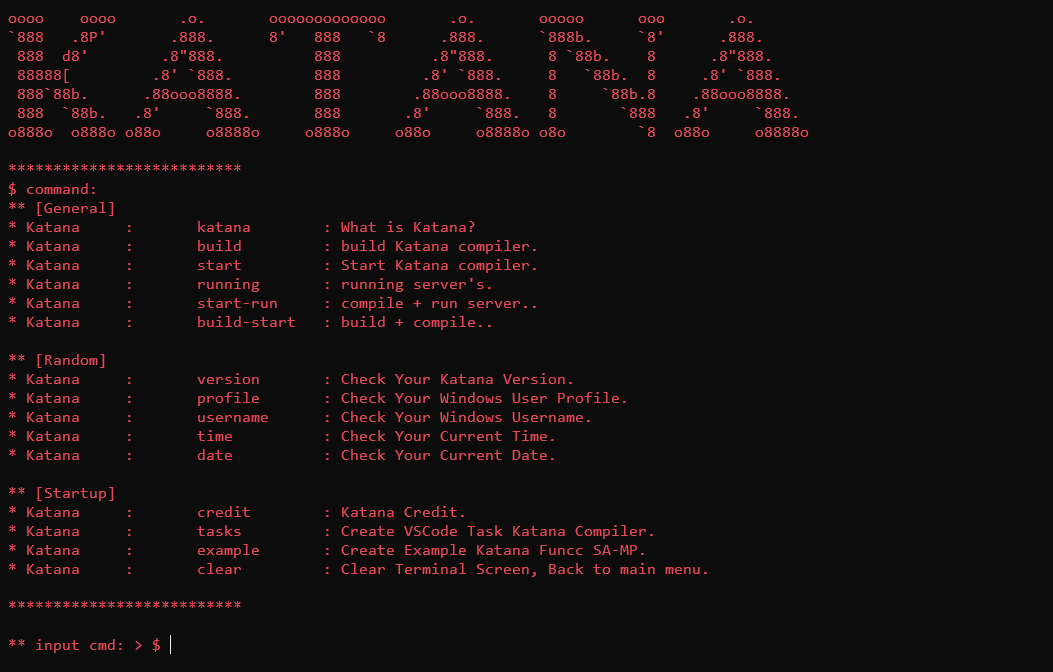 oooo    oooo       .o.       ooooooooooooo       .o.       ooooo      ooo       .o.
`888   .8P'       .888.      8'   888   `8      .888.      `888b.     `8'      .888.
 888  d8'        .8"888.          888          .8"888.      8 `88b.    8      .8"888.
 88888[         .8' `888.         888         .8' `888.     8   `88b.  8     .8' `888.
 888`88b.      .88ooo8888.        888        .88ooo8888.    8     `88b.8    .88ooo8888.
 888  `88b.   .8'     `888.       888       .8'     `888.   8       `888   .8'     `888.
o888o  o888o o88o     o8888o     o888o     o88o     o8888o o8o        `8  o88o     o8888o

**************************
$ command:
** [General]
* Katana     :       katana        : What is Katana?
* Katana     :       build         : build Katana compiler.
* Katana     :       start         : Start Katana compiler.
* Katana     :       running       : running server's.
* Katana     :       start-run     : compile + run server..
* Katana     :       build-start   : build + compile..

** [Random]
* Katana     :       version       : Check Your Katana Version.
* Katana     :       profile       : Check Your Windows User Profile.
* Katana     :       username      : Check Your Windows Username.
* Katana     :       time          : Check Your Current Time.
* Katana     :       date          : Check Your Current Date.

** [Startup]
* Katana     :       credit        : Katana Credit.
* Katana     :       tasks         : Create VSCode Task Katana Compiler.
* Katana     :       example       : Create Example Katana Funcc SA-MP.
* Katana     :       clear         : Clear Terminal Screen, Back to main menu.

**************************

** input cmd: > $